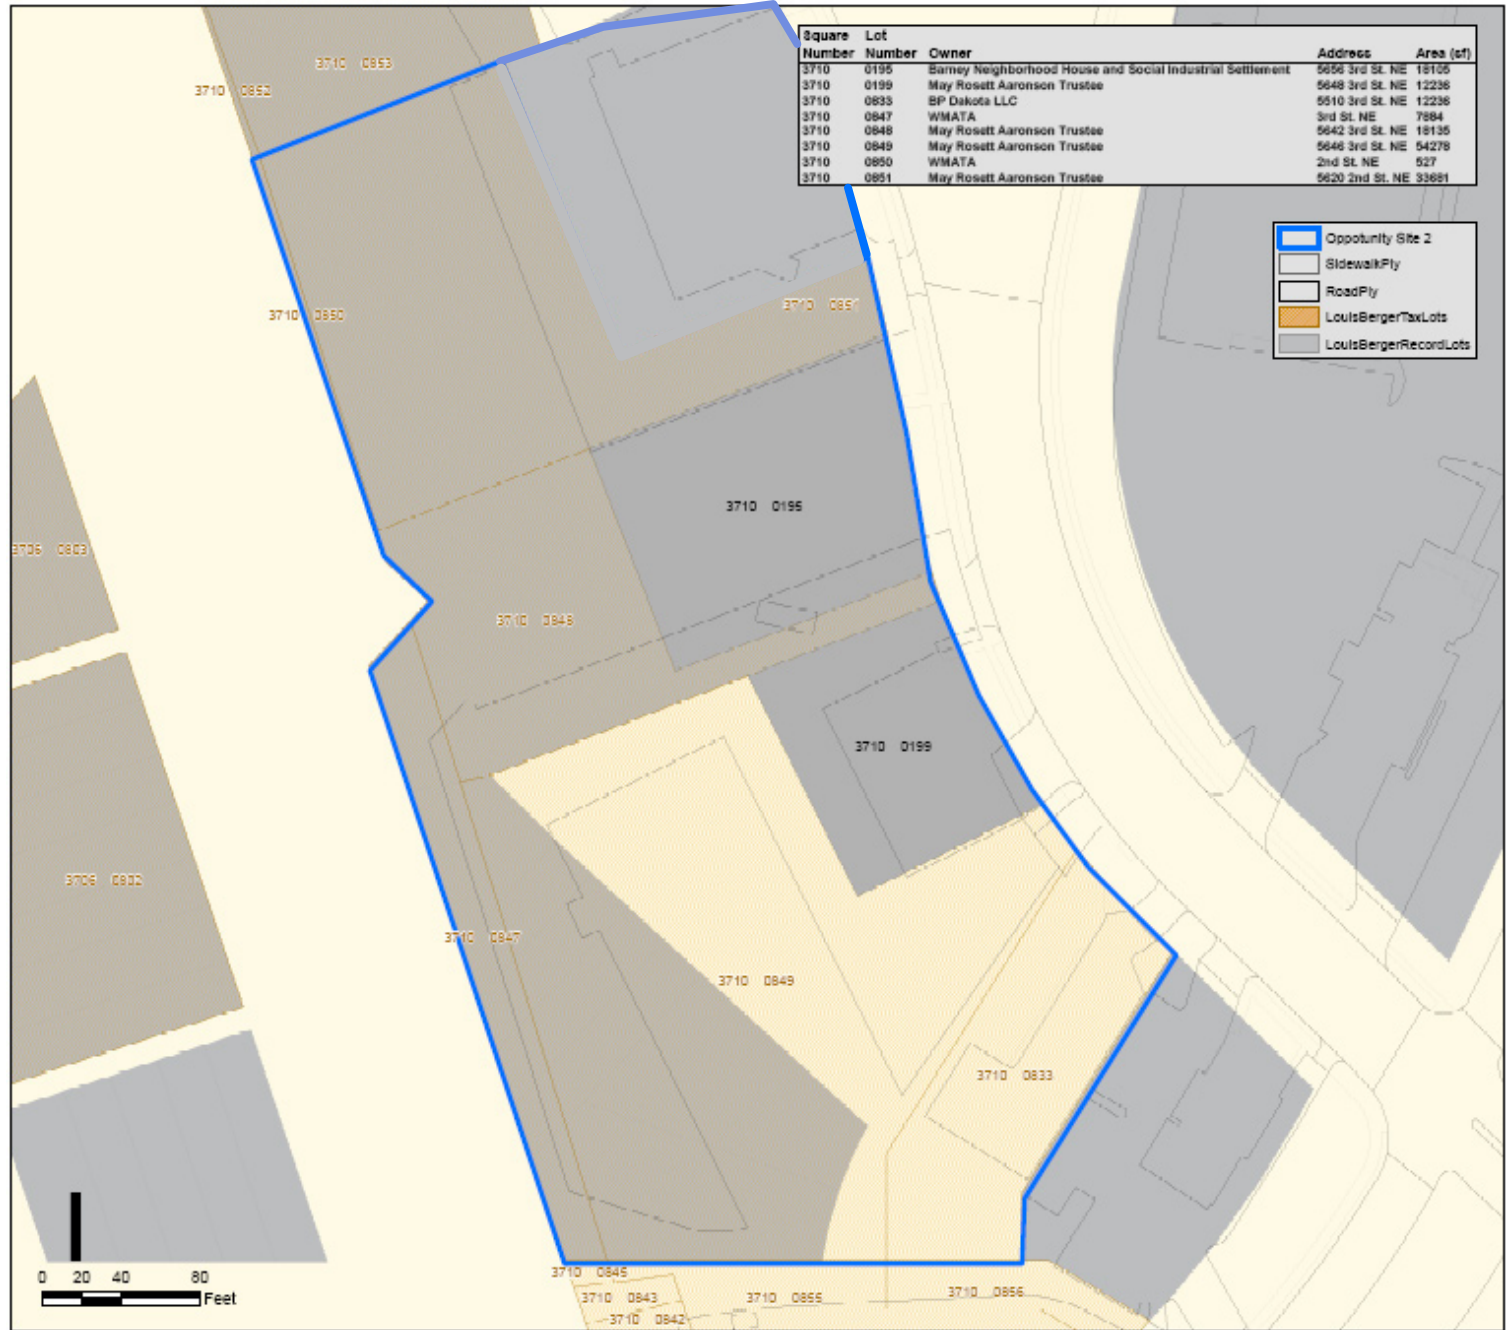 Square Lot
Number Number Owner Address Area (sf)
3710 0195 Barney Neighborhood House and Social Industrial Settlement 5656 3rd St. NE 18105
3710 0199 May Rosett Aaronson Trustee 5648 3rd St. NE 12236
3710 0833 BP Dakota LLC 5510 3rd St. NE 12236
3710 0847 WMATA 3rd St. NE 7884
3710 0848 May Rosett Aaronson Trustee 5642 3rd St. NE 18135
3710 0849 May Rosett Aaronson Trustee 5646 3rd St. NE 54278
3710 0850 WMATA 2nd St. NE 527
3710 0851 May Rosett Aaronson Trustee 5620 2nd St. NE 33681
Oppotunity Site 2
SidewalkPly
RoadPly
LouisBergerTaxLots
LouisBergerRecordLots
3710 0853
3710 0852
3710 0850
3710 0851
3710 0195
3706 0803
3710 0848
3710 0199
3706 0802
3710 0847
3710 0849
3710 0833
3710 0845
3710 0843
3710 0855
3710 0856
3710 0842
0 20 40 80
Feet